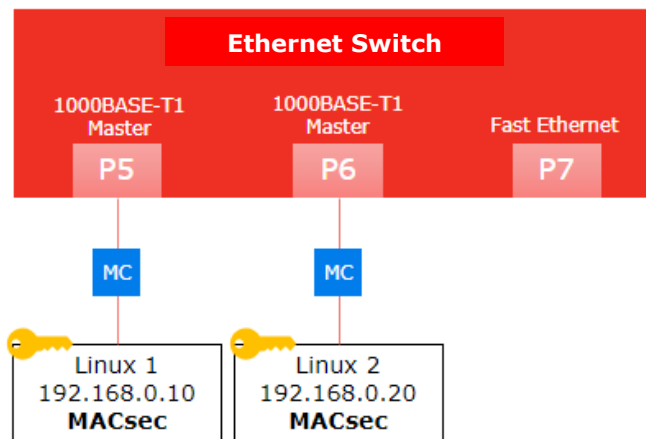 Ethernet Switch
1000BASE-T1
Master
1000BASE-T1
Master
Fast Ethernet
P5
P6
P7
MC
MC
Linux 1
192.168.0.10
MACsec
Linux 2
192.168.0.20
MACsec